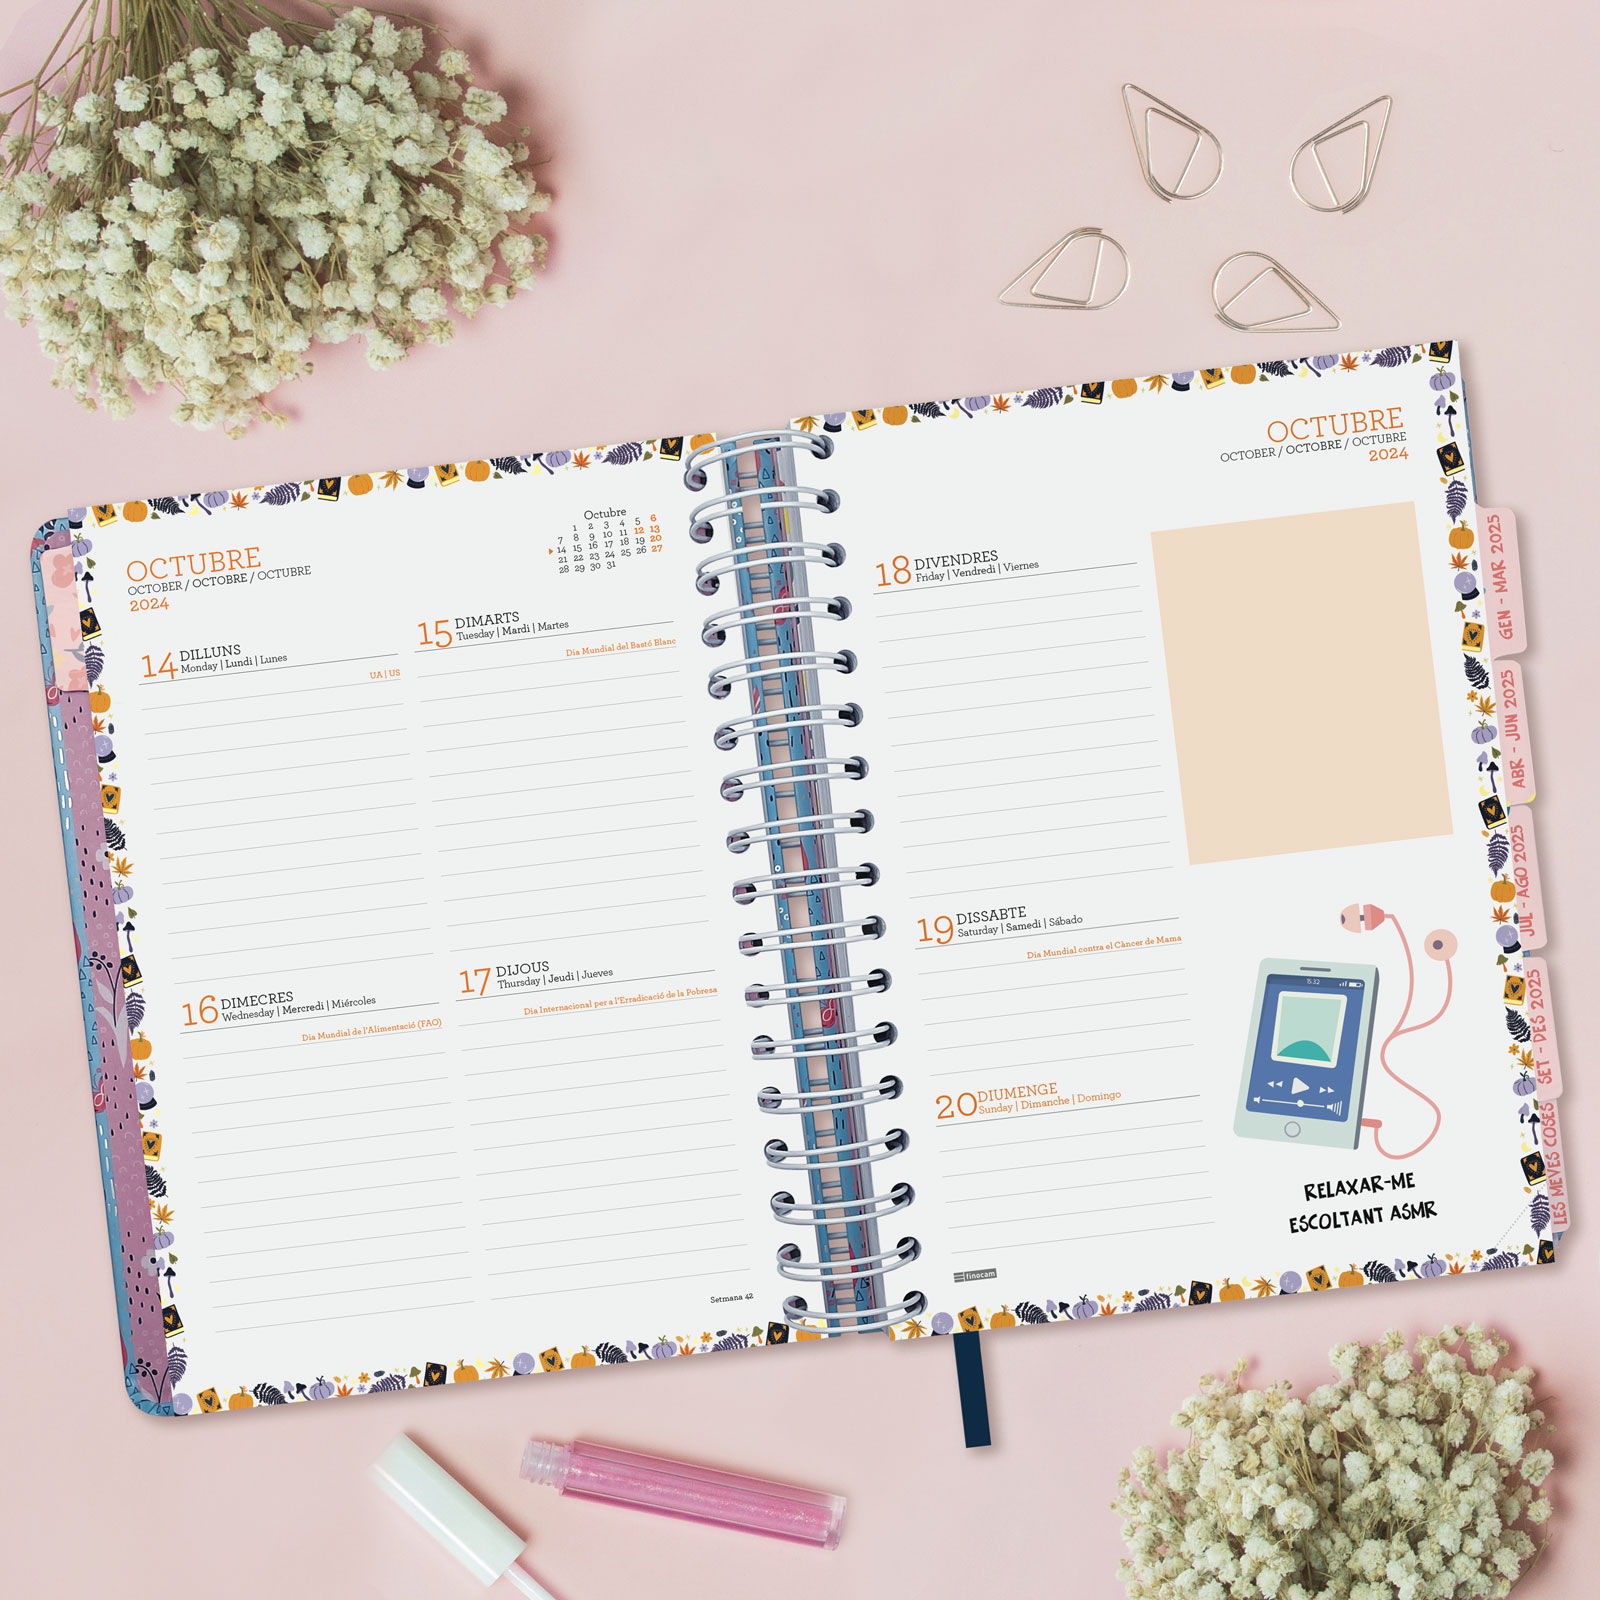 OCTUBRE
OCTOBER / OCTOBRE / OCTUBRE
2024
Octubre
1 2 3 4 5 6
7 8 9 10 11 12 13
14 15 16 17 18 19 20
21 22 23 24 25 26 27
28 29 30 31
14 DILLUNS
Monday | Lundi | Lunes
UA | US
15 DIMARTS
Tuesday | Mardi | Martes
Dia Mundial del Bastó Blanc
16 DIMECRES
Wednesday | Mercredi | Miércoles
Dia Mundial de l'Alimentació (FAO)
17 DIJOUS
Thursday | Jeudi | Jueves
Dia Internacional per a l'Erradicació de la Pobresa
Setmana 42
OCTUBRE
OCTOBER / OCTOBRE / OCTUBRE
2024
18 DIVENDRES
Friday | Vendredi | Viernes
19 DISSABTE
Saturday | Samedi | Sábado
Dia Mundial contra el Càncer de Mama
20 DIUMENGE
Sunday | Dimanche | Domingo
15:32
RELAXAR-ME
ESCOLTANT ASMR
finocam
GEN - MAR 2025
ABR - JUN 2025
JUL - AGO 2025
SET - DES 2025
LES MEVES COSES